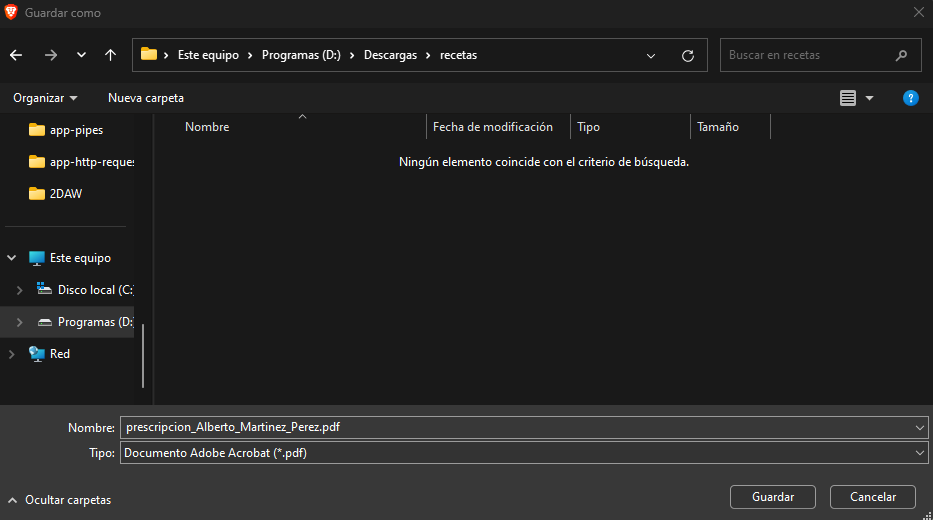 Guardar como
Este equipo > Programas (D:) > Descargas > recetas
Buscar en recetas
Organizar
Nueva carpeta
?
Nombre
Fecha de modificación
Tipo
Tamaño
app-pipes
app-http-reques
2DAW
Ningún elemento coincide con el criterio de búsqueda.
Este equipo
Disco local (C:)
Programas (D:)
Red
Nombre: prescripcion_Alberto_Martinez_Perez.pdf
Tipo: Documento Adobe Acrobat (*.pdf)
Ocultar carpetas
Guardar
Cancelar